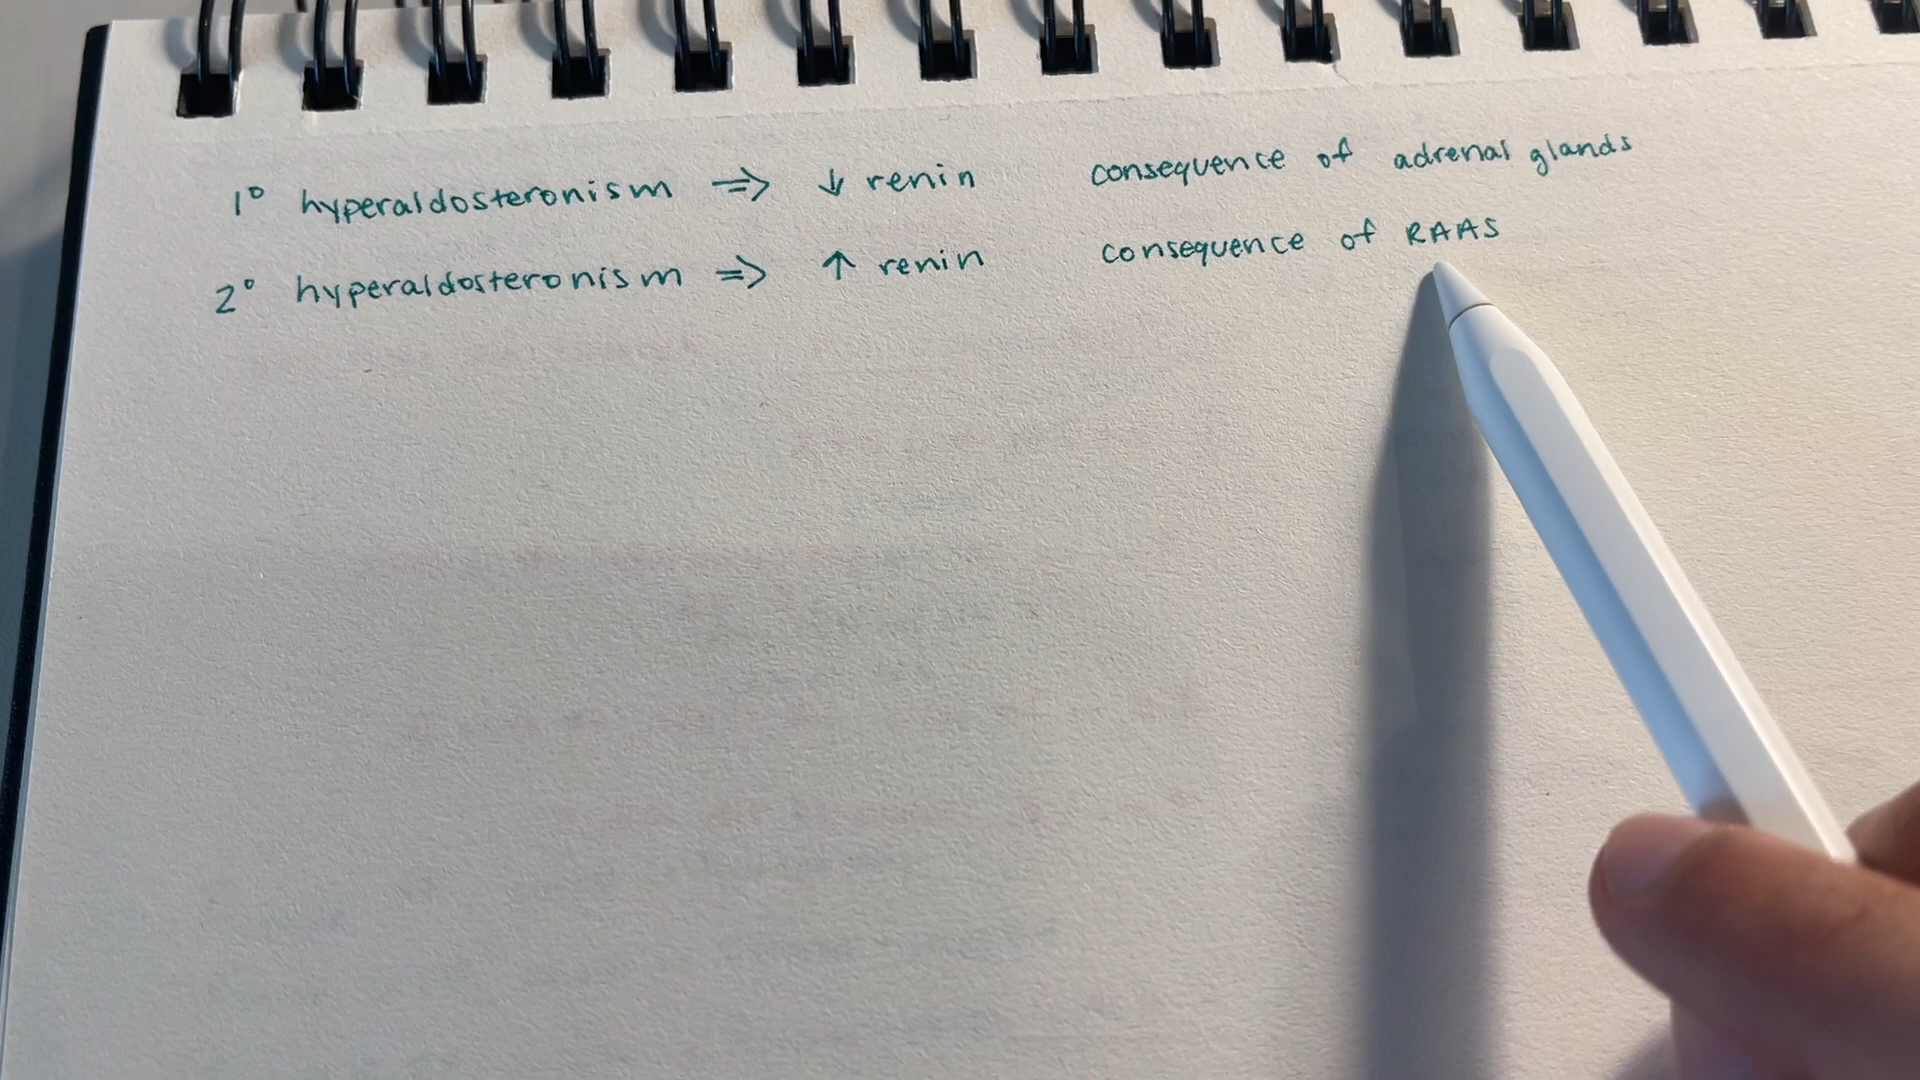 1° hyperaldosteronism => ↓ renin consequence of adrenal glands
2° hyperaldosteronism => ↑ renin consequence of RAAS